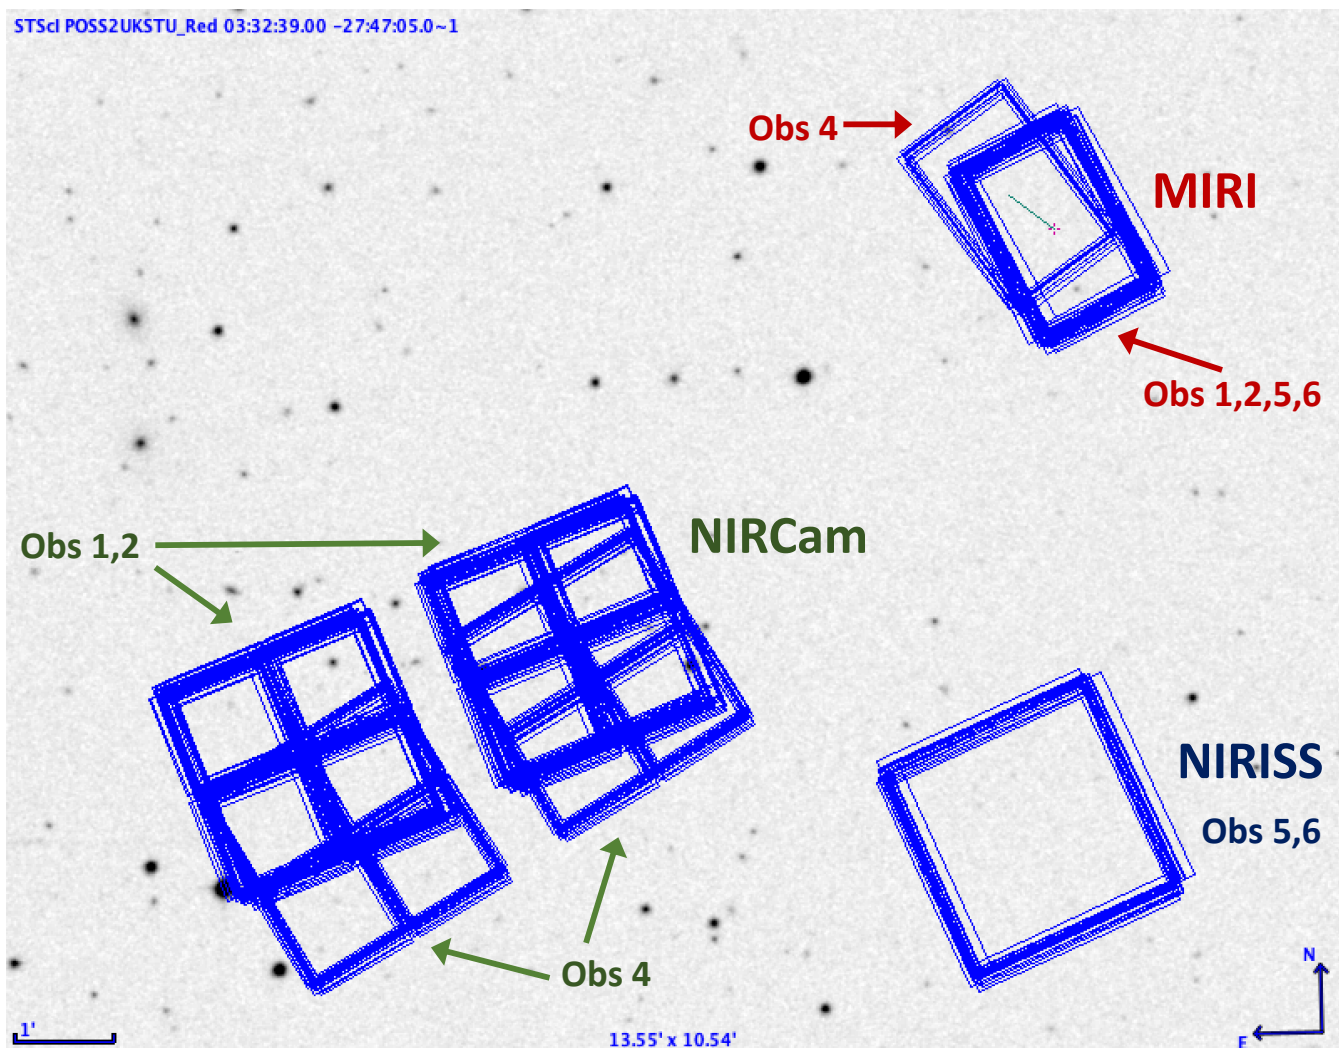 STScI POSS2UKSTU_Red 03:32:39.00 -27:47:05.0~1
Obs 4
MIRI
Obs 1,2,5,6
Obs 1,2
NIRCam
NIRISS
Obs 5,6
Obs 4
N
1'
13.55' x 10.54'
E